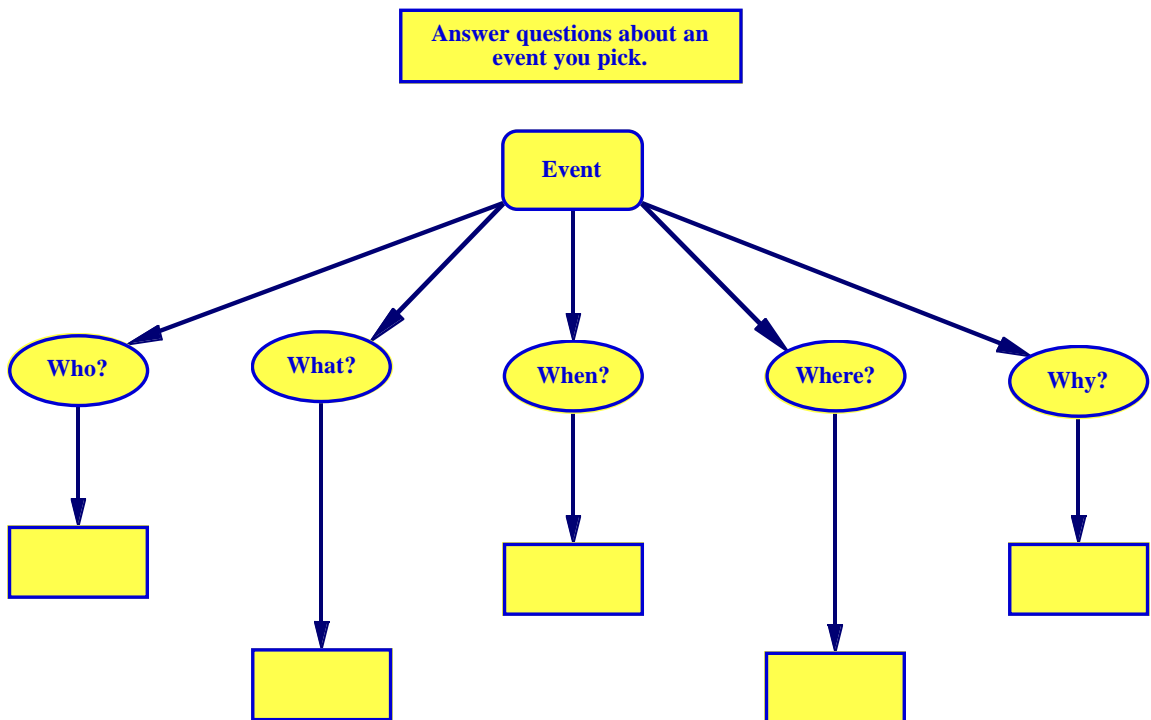 Answer questions about an
event you pick.
Event
Who?
What?
When?
Where?
Why?